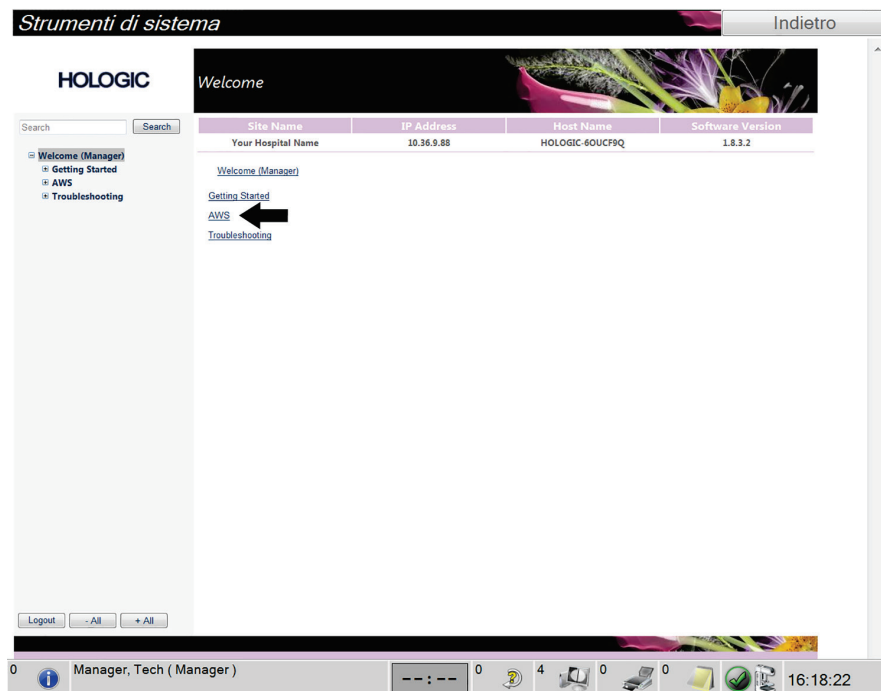 Strumenti di sistema
Indietro
HOLOGIC
Welcome
Search
Search
Site Name IP Address Host Name Software Version
Your Hospital Name 10.36.9.88 HOLOGIC-6OUCF9Q 1.8.3.2
Welcome (Manager)
Getting Started
AWS
Troubleshooting
Welcome (Manager)
Getting Started
AWS
Troubleshooting
Logout - All + All
0 Manager, Tech ( Manager ) --:-- 0 4 0 0 16:18:22